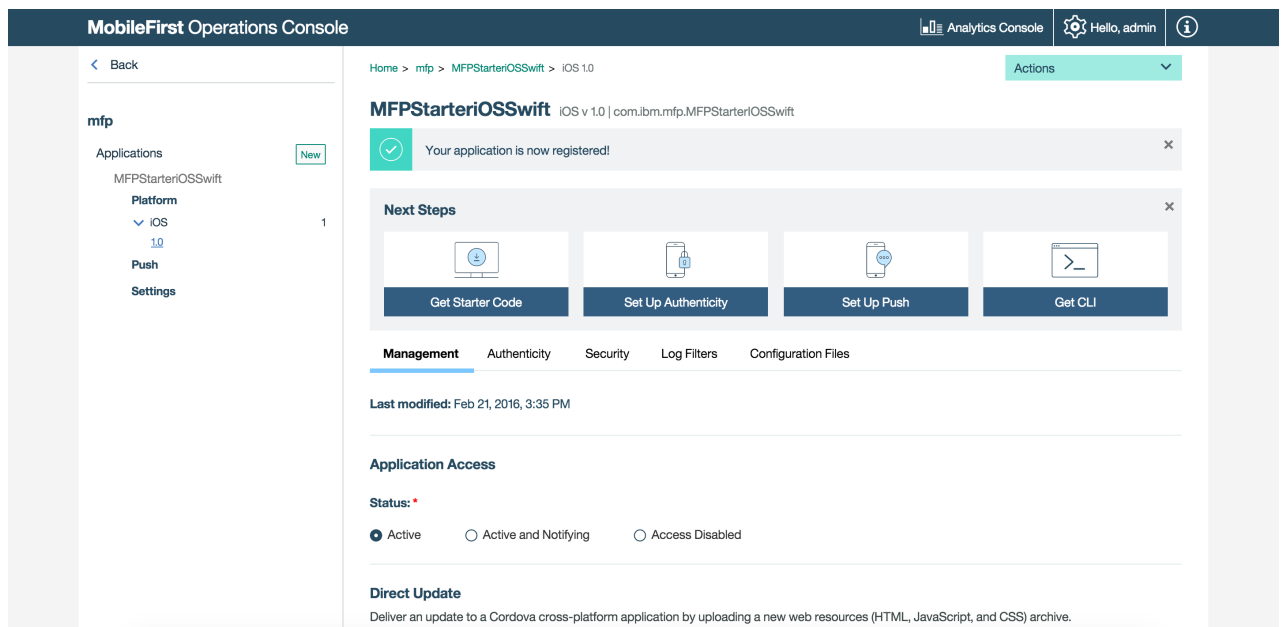 MobileFirst Operations Console
Analytics Console
Hello, admin
Back
mfp
Applications
New
MFPStarteriOSSwift
Platform
iOS 1
1.0
Push
Settings
Home > mfp > MFPStarteriOSSwift > iOS 1.0
Actions
MFPStarteriOSSwift iOS v 1.0 | com.ibm.mfp.MFPStarterIOSSwift
Your application is now registered!
Next Steps
Get Starter Code
Set Up Authenticity
Set Up Push
Get CLI
Management Authenticity Security Log Filters Configuration Files
Last modified: Feb 21, 2016, 3:35 PM
Application Access
Status: *
Active Active and Notifying Access Disabled
Direct Update
Deliver an update to a Cordova cross-platform application by uploading a new web resources (HTML, JavaScript, and CSS) archive.